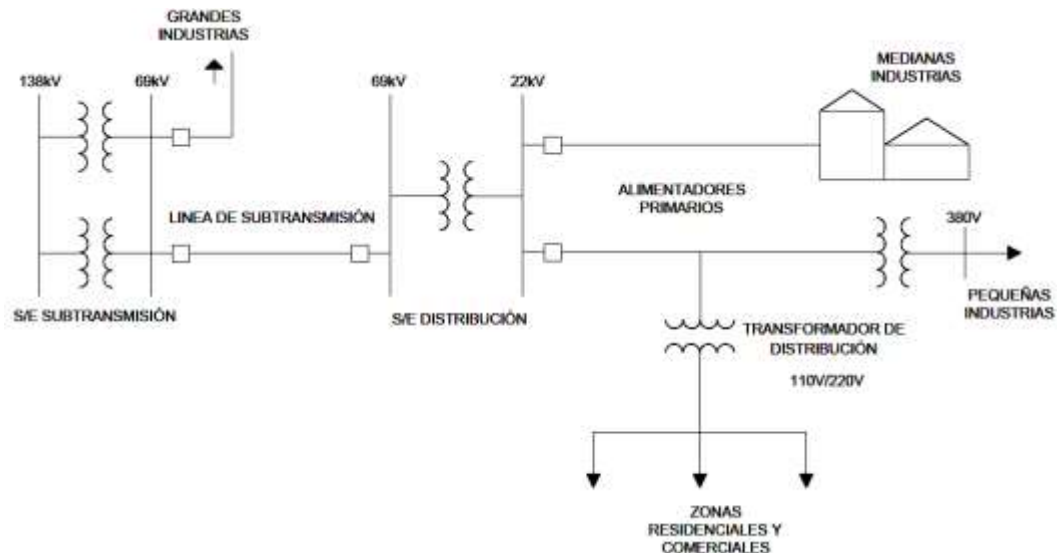 GRANDES
INDUSTRIAS
138kV
69kV
69kV
22kV
MEDIANAS
INDUSTRIAS
LINEA DE SUBTRANSMISIÓN
ALIMENTADORES
PRIMARIOS
380V
S/E SUBTRANSMISIÓN
S/E DISTRIBUCIÓN
PEQUEÑAS
INDUSTRIAS
TRANSFORMADOR DE
DISTRIBUCIÓN
110V/220V
ZONAS
RESIDENCIALES Y
COMERCIALES